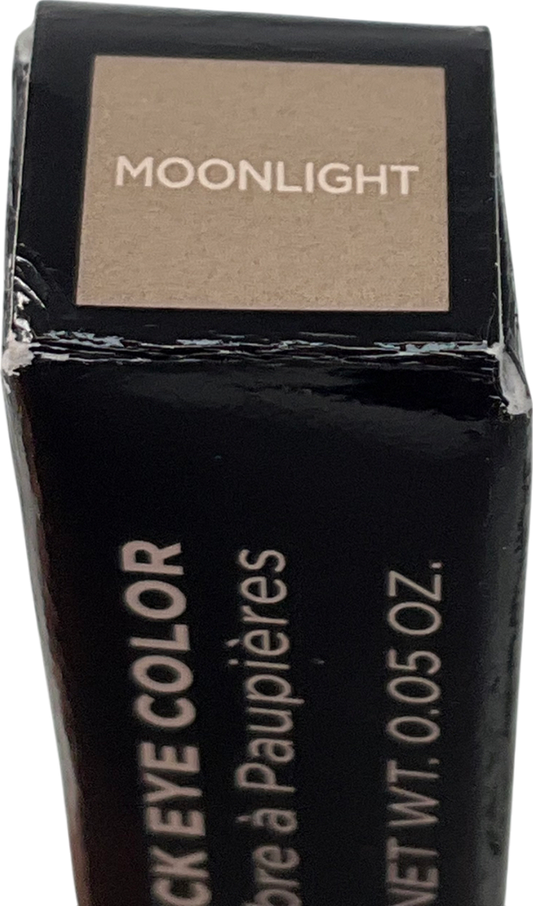 MOONLIGHT
CK EYE COLOR
bre à Paupières
NET WT. 0.05 OZ.